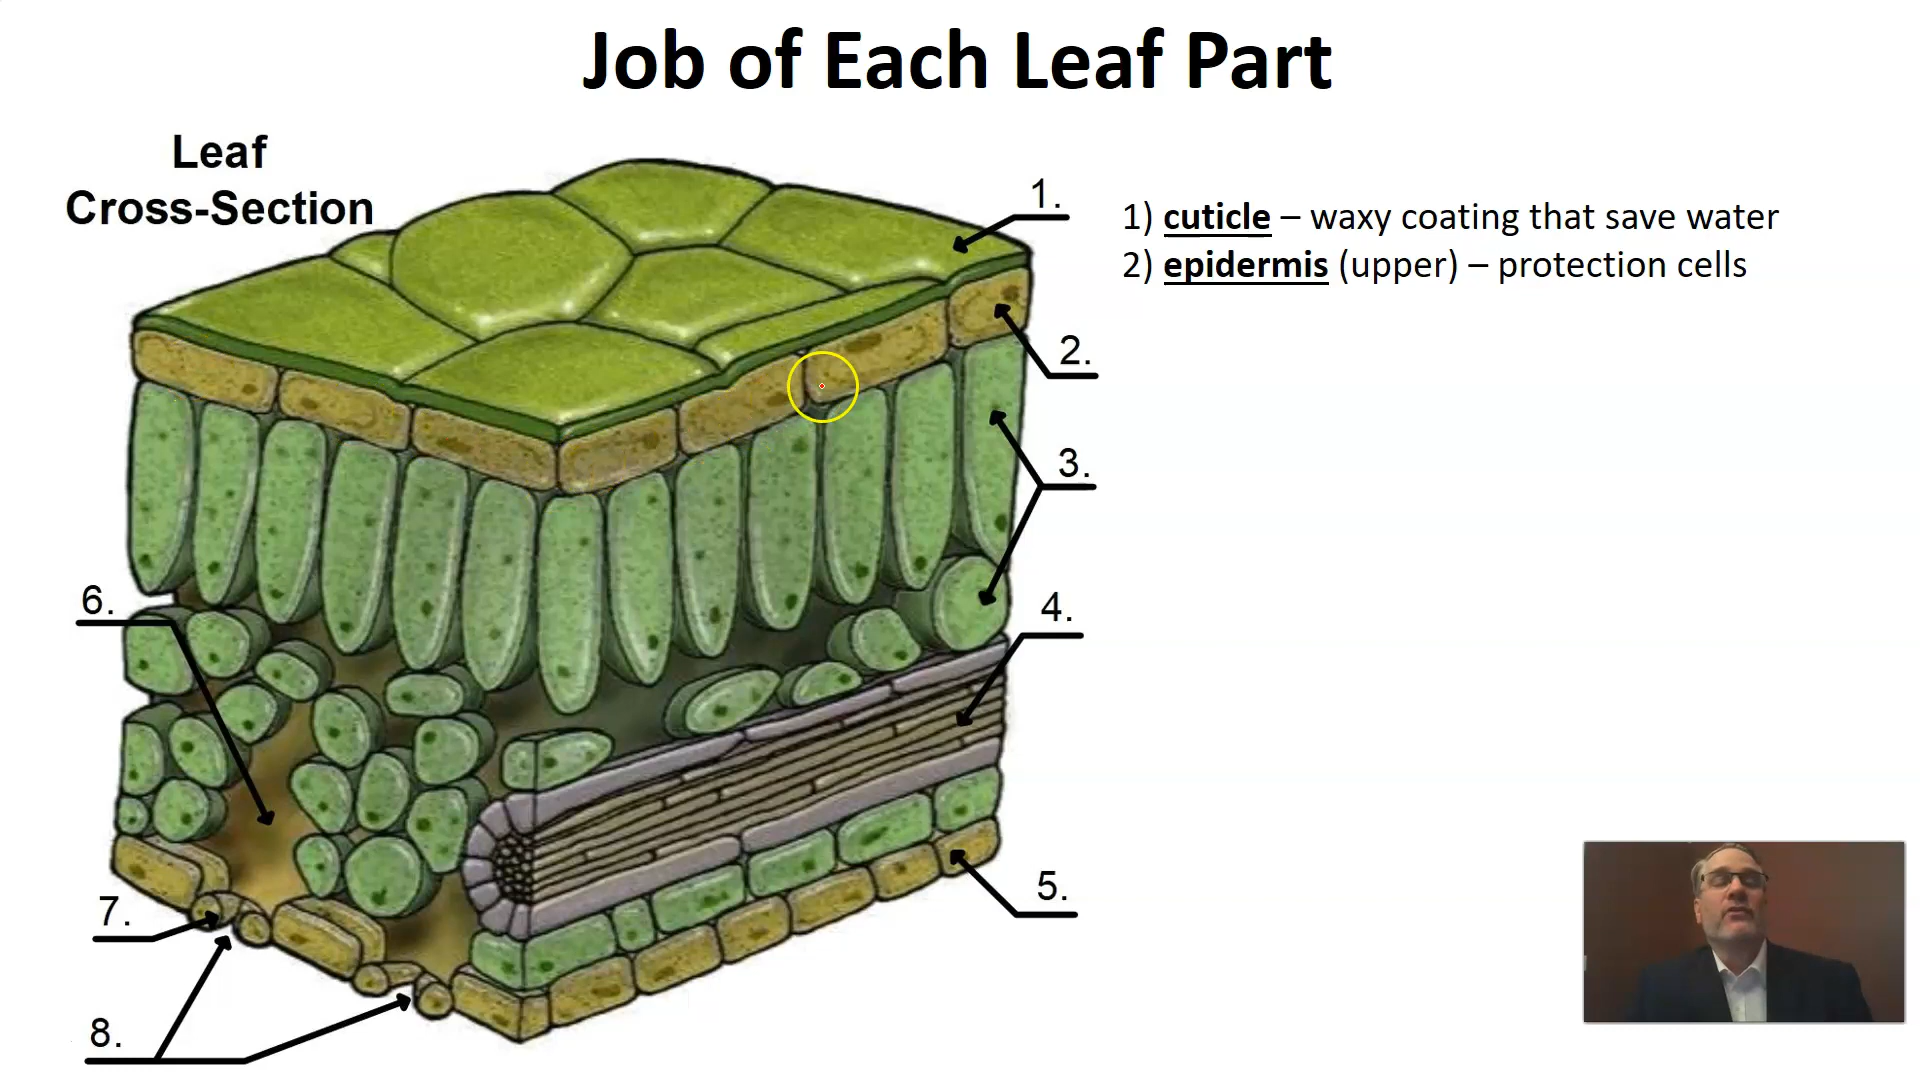 Job of Each Leaf Part
Leaf
Cross-Section
1.
1) cuticle – waxy coating that save water
2) epidermis (upper) – protection cells
2.
3.
6.
4.
5.
7.
8.